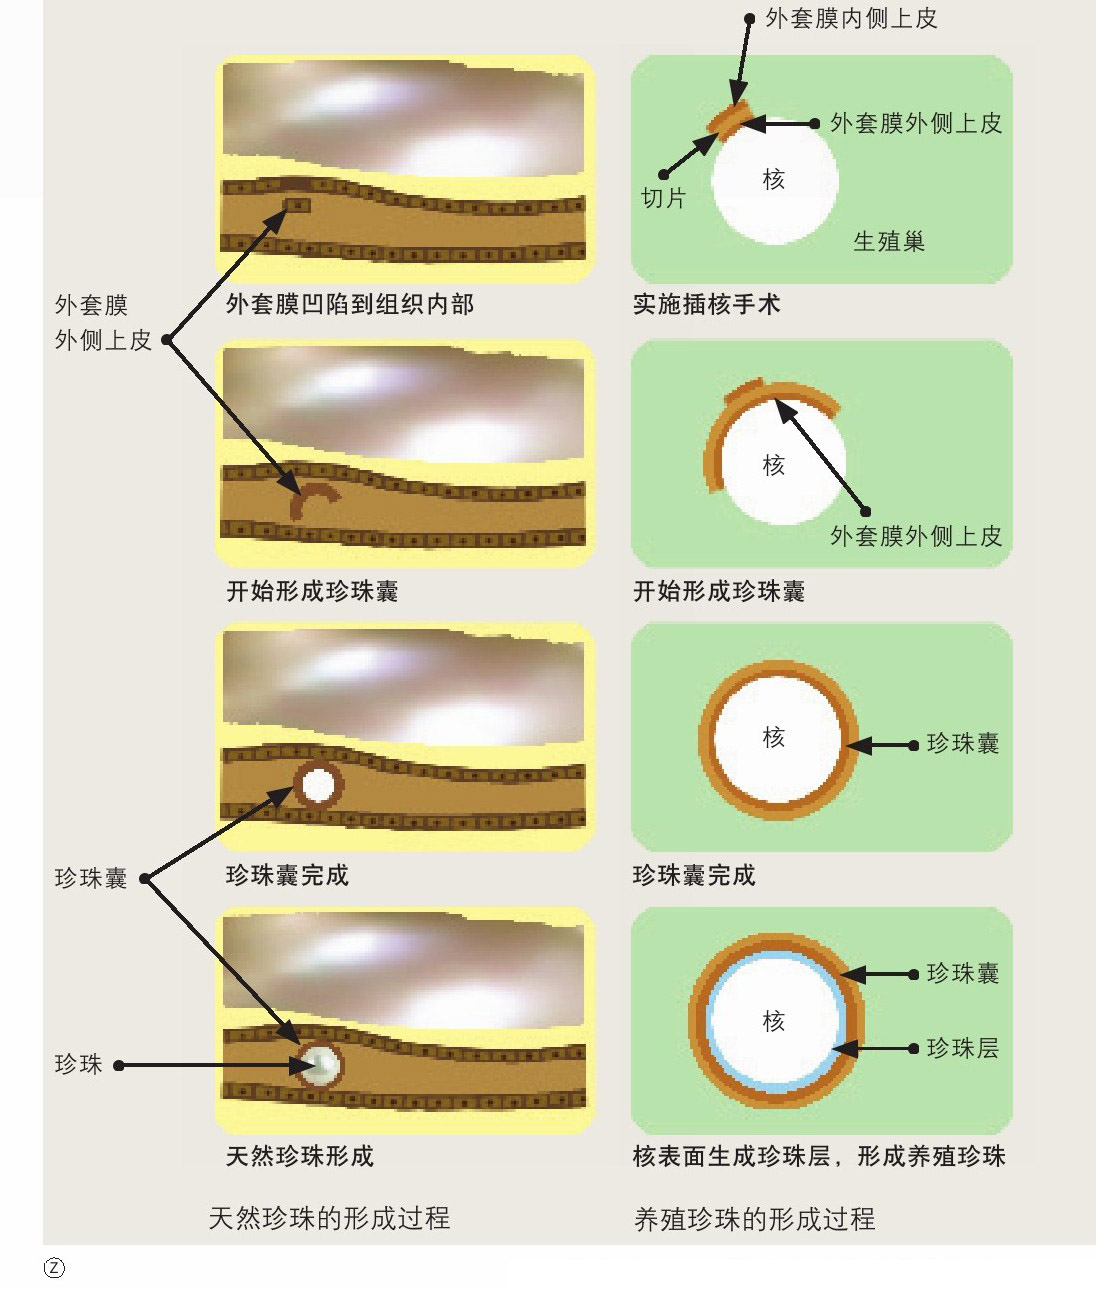 外套膜内侧上皮
外套膜外侧上皮
核
切片
生殖巢
外套膜
外侧上皮
外套膜凹陷到组织内部
实施插核手术
核
外套膜外侧上皮
开始形成珍珠囊
开始形成珍珠囊
核
珍珠囊
珍珠囊
珍珠囊完成
珍珠囊完成
珍珠囊
核
珍珠层
珍珠
天然珍珠形成
核表面生成珍珠层，形成养殖珍珠
天然珍珠的形成过程
养殖珍珠的形成过程
Ⓩ